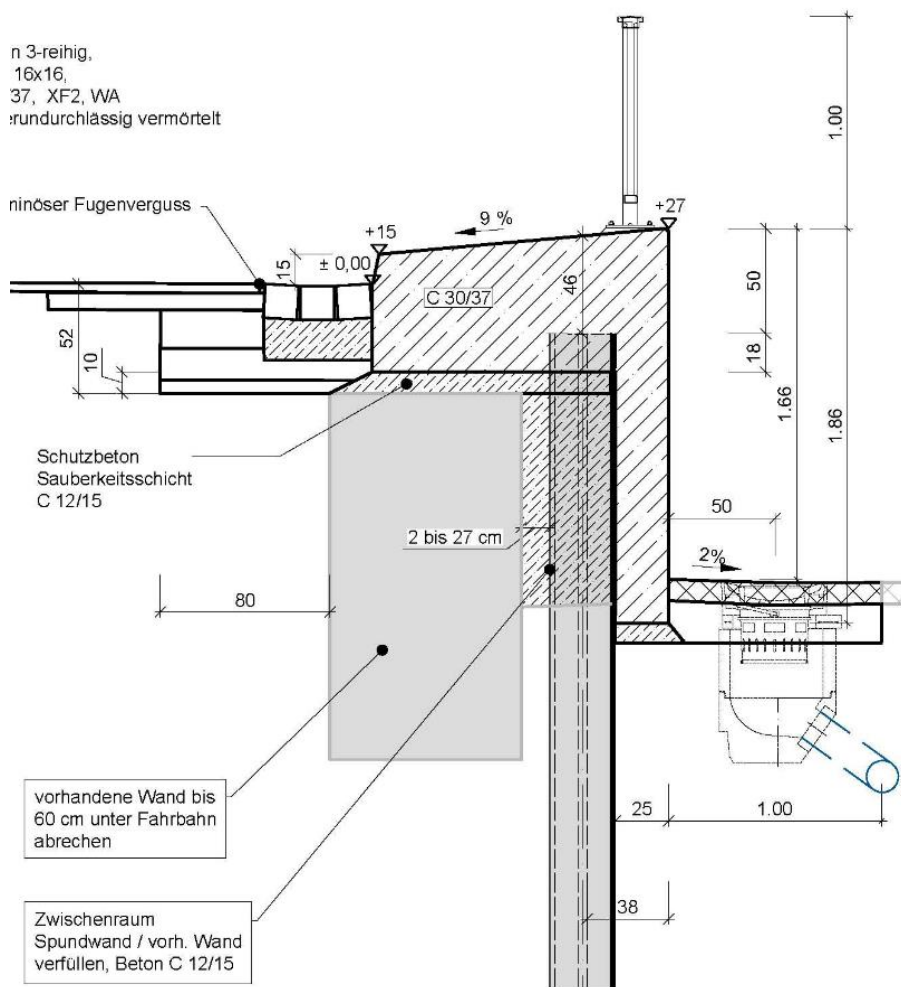 n 3-reihig,
16x16,
37, XF2, WA
erundurchlässig vermörtelt
minöser Fugenverguss
9 %
+15
+27
1.00
15
± 0,00
C 30/37
46
50
18
52
10
1.66
1.86
Schutzbeton
Sauberkeitsschicht
C 12/15
50
2 bis 27 cm
2%
80
vorhandene Wand bis
60 cm unter Fahrbahn
abrechen
25
1.00
Zwischenraum
Spundwand / vorh. Wand
verfüllen, Beton C 12/15
38